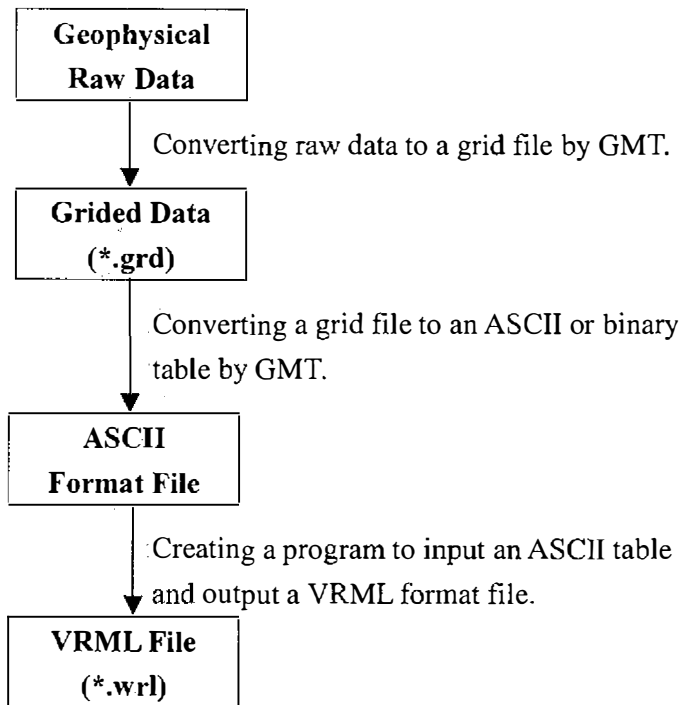 Geophysical
Raw Data
Converting raw data to a grid file by GMT.
Grided Data
(*.grd)
Converting a grid file to an ASCII or binary
table by GMT.
ASCII
Format File
Creating a program to input an ASCII table
and output a VRML format file.
VRML File
(*.wrl)